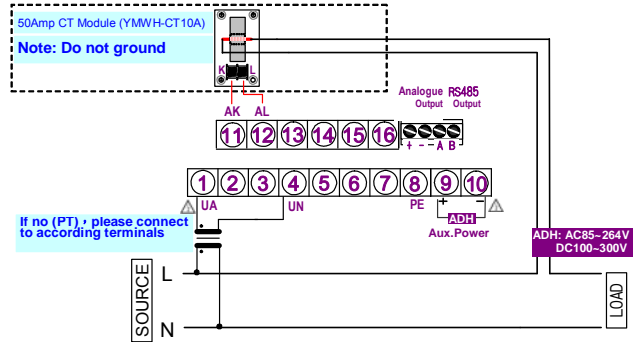 50Amp CT Module (YMWH-CT10A)
Note: Do not ground
K L
AK AL
Analogue RS485
Output Output
11 12 13 14 15 16
+ - - A B
1 2 3 4 5 6 7 8 9 10
UA UN PE + -
ADH
Aux.Power
If no (PT)，please connect
to according terminals
ADH: AC85~264V
DC100~300V
SOURCE
L
N
LOAD